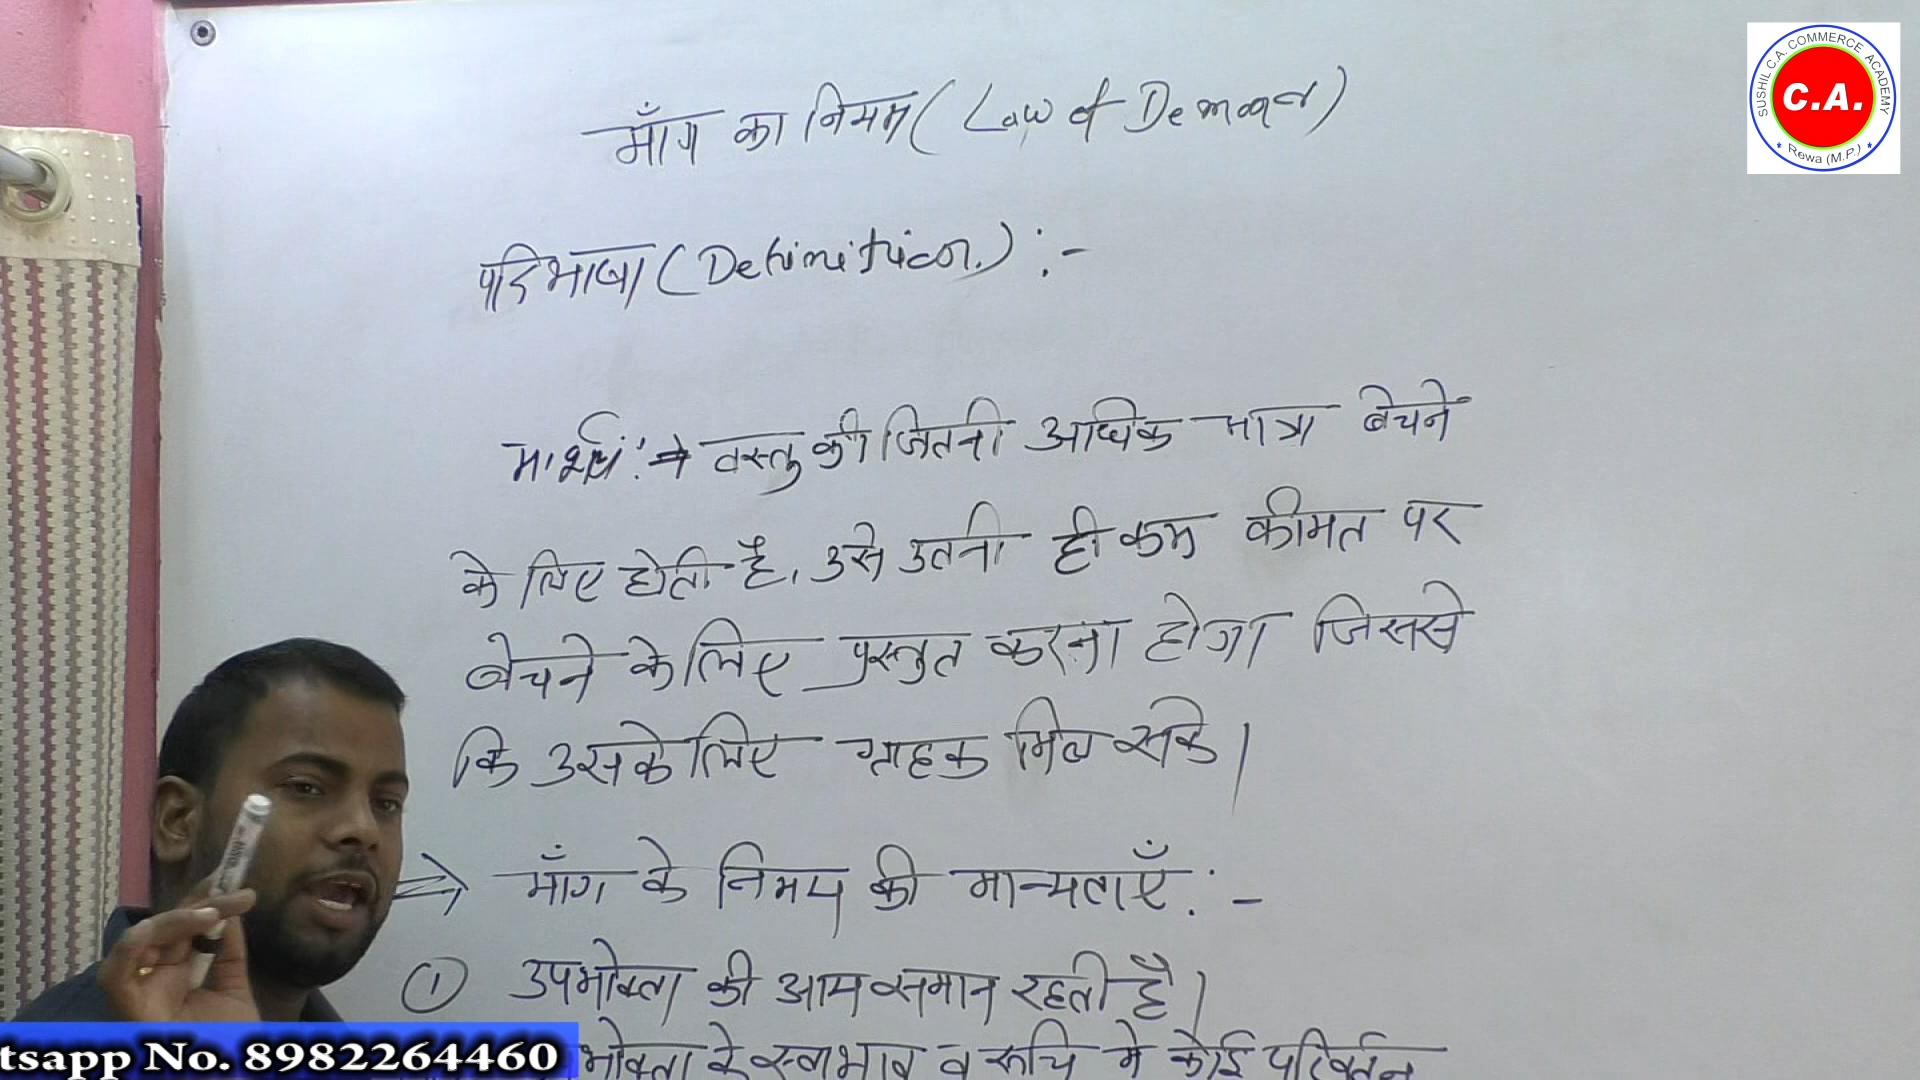 माँग का नियम (Law of Demand)
परिभाषा (Definition) :-
मार्शल :→ वस्तु की जितनी अधिक मात्रा बेचने
के लिए होती है, उसे उतनी ही कम कीमत पर
बेचने के लिए प्रस्तुत करना होगा जिससे
कि उसके लिए ग्राहक मिल सके।
⇒ माँग के नियम की मान्यताएँ :-
① उपभोक्ता की आय समान रहती है।
भोक्ता के स्वभाव व रूचि मे कोई परिवर्तन
SUSHIL C.A. COMMERCE ACADEMY
C.A.
Rewa (M.P.)
tsapp No. 8982264460